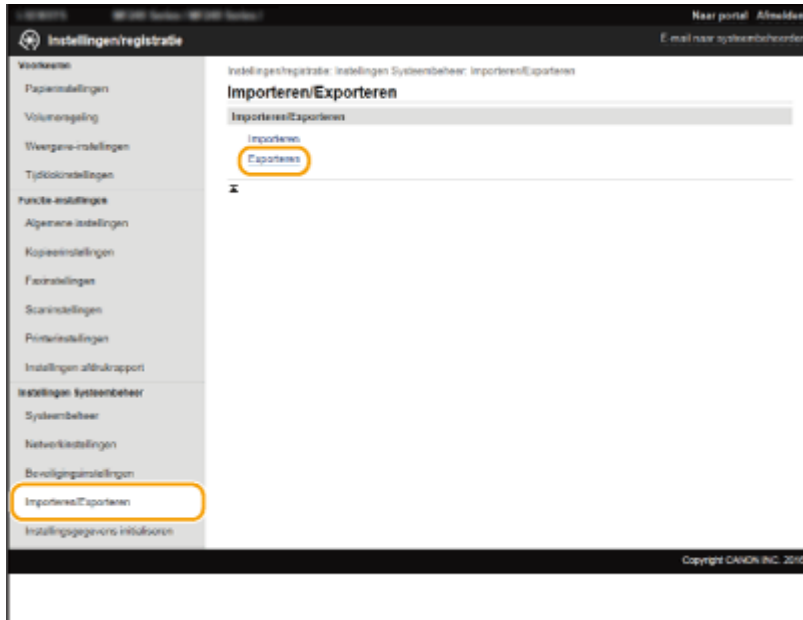 Naar portal Afmelden
Instellingen/registratie
E-mail naar systeembeheerder
Voorkeuren
Papierinstellingen
Volumeregeling
Weergave-instellingen
Tijdklokinstellingen
Functie-instellingen
Algemene instellingen
Kopieerinstellingen
Faxinstellingen
Scaninstellingen
Printerinstellingen
Instellingen afdrukrapport
Instellingen Systeembeheer
Systeembeheer
Netwerkinstellingen
Beveiligingsinstellingen
Importeren/Exporteren
Instellingsgegevens initialiseren
Instellingen/registratie: Instellingen Systeembeheer: Importeren/Exporteren
Importeren/Exporteren
Importeren/Exporteren
Importeren
Exporteren
Copyright CANON INC. 2016